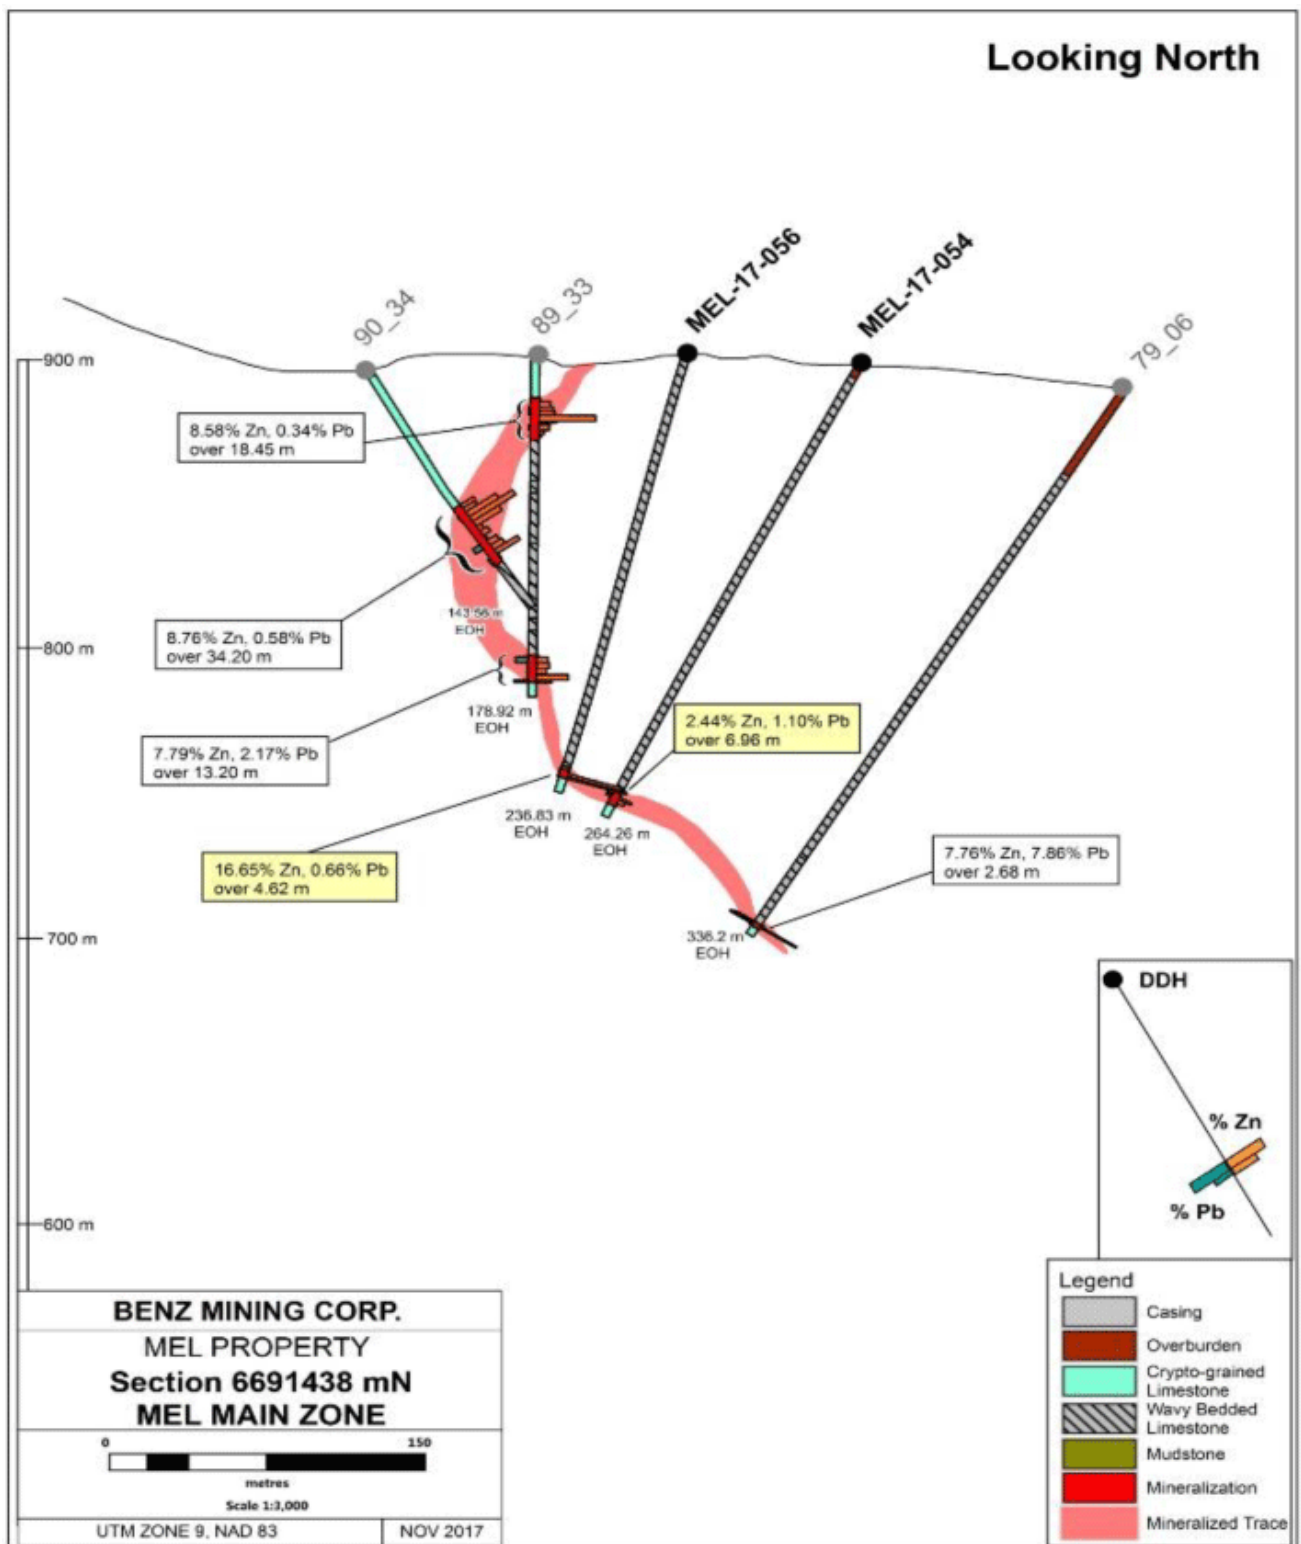 Looking North
90_34
89_33
MEL-17-056
MEL-17-054
79_06
900 m
800 m
700 m
600 m
8.58% Zn, 0.34% Pb
over 18.45 m
8.76% Zn, 0.58% Pb
over 34.20 m
143.56 m
EOH
7.79% Zn, 2.17% Pb
over 13.20 m
178.92 m
EOH
2.44% Zn, 1.10% Pb
over 6.96 m
16.65% Zn, 0.66% Pb
over 4.62 m
236.83 m
EOH
264.26 m
EOH
7.76% Zn, 7.86% Pb
over 2.68 m
336.2 m
EOH
DDH
% Zn
% Pb
BENZ MINING CORP.
MEL PROPERTY
Section 6691438 mN
MEL MAIN ZONE
0 150
metres
Scale 1:3,000
UTM ZONE 9, NAD 83
NOV 2017
Legend
Casing
Overburden
Crypto-grained
Limestone
Wavy Bedded
Limestone
Mudstone
Mineralization
Mineralized Trace